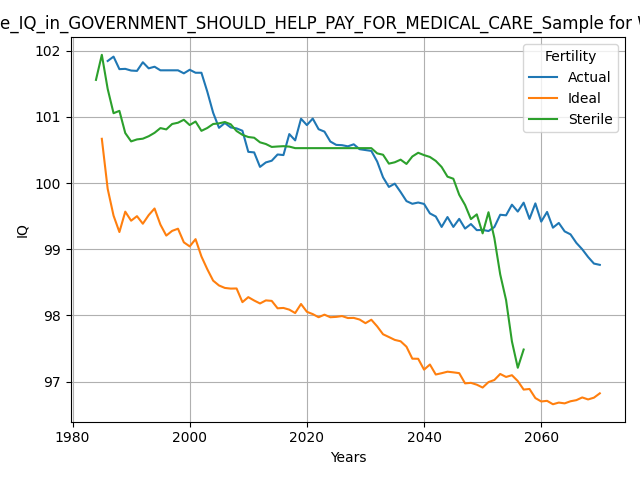 e_IQ_in_GOVERNMENT_SHOULD_HELP_PAY_FOR_MEDICAL_CARE_Sample for
Fertility
Actual
Ideal
Sterile
102
101
100
99
98
97
IQ
1980
2000
2020
2040
2060
Years